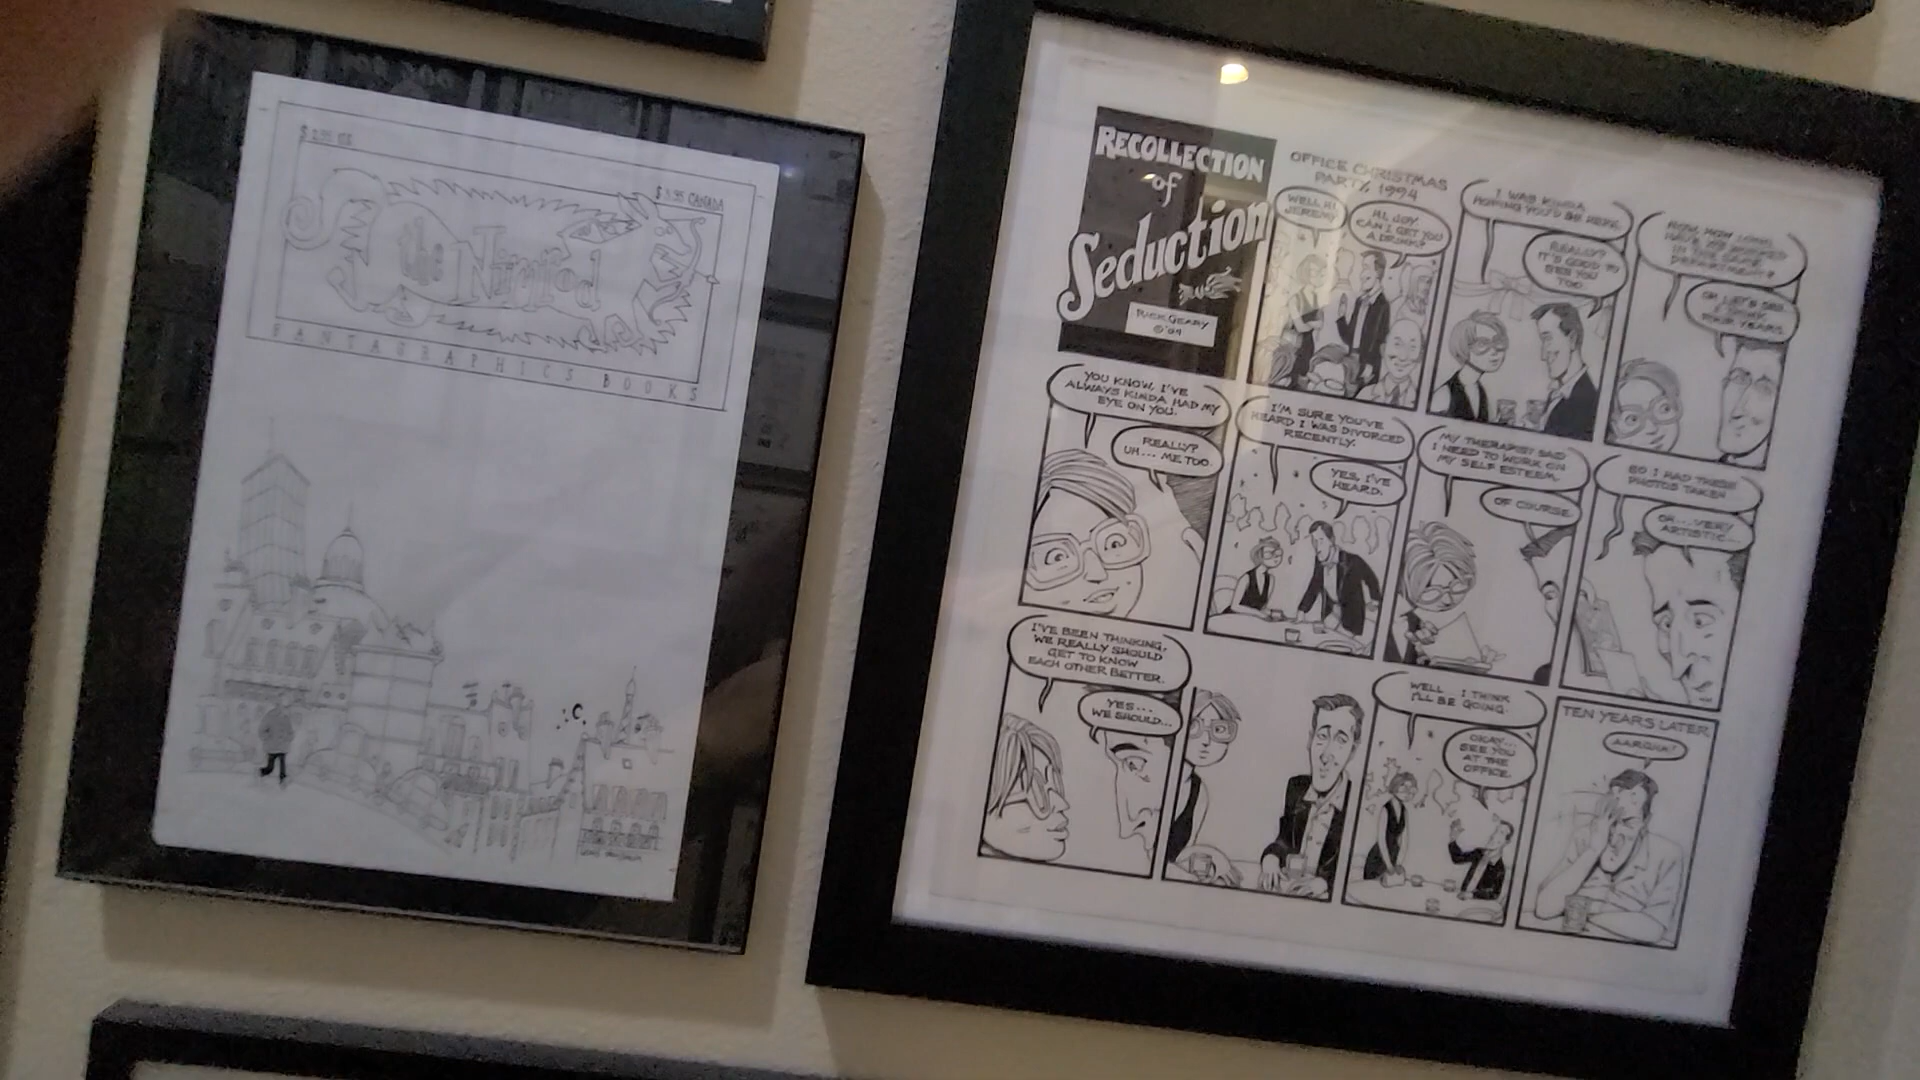 $ 2.95 US
$ 3.95 CANADA
the Nimrod
FANTAGRAPHICS BOOKS
RECOLLECTION
of
Seduction
RICK GEARY
OFFICE CHRISTMAS
PARTY, 1994
WELL HI,
JEREMY.
HI, JOY.
CAN I GET YOU
A DRINK?
I WAS KINDA
HOPING YOU'D BE HERE.
REALLY?
IT'S GOOD TO
SEE YOU
TOO.
NOW, HOW LONG
HAVE WE WORKED
IN THE SAME
DEPARTMENT?
OH, LET'S SEE.
I THINK
FOUR YEARS.
YOU KNOW, I'VE
ALWAYS KINDA HAD MY
EYE ON YOU.
REALLY?
UH... ME TOO.
I'M SURE YOU'VE
HEARD I WAS DIVORCED
RECENTLY.
YES, I'VE
HEARD.
MY THERAPIST SAID
I NEED TO WORK ON
MY SELF ESTEEM.
OF COURSE.
SO I HAD THESE
PHOTOS TAKEN
OH... VERY
ARTISTIC...
I'VE BEEN THINKING,
WE REALLY SHOULD
GET TO KNOW
EACH OTHER BETTER.
YES...
WE SHOULD...
WELL... I THINK
I'LL BE GOING.
OKAY...
SEE YOU
AT THE
OFFICE.
TEN YEARS LATER